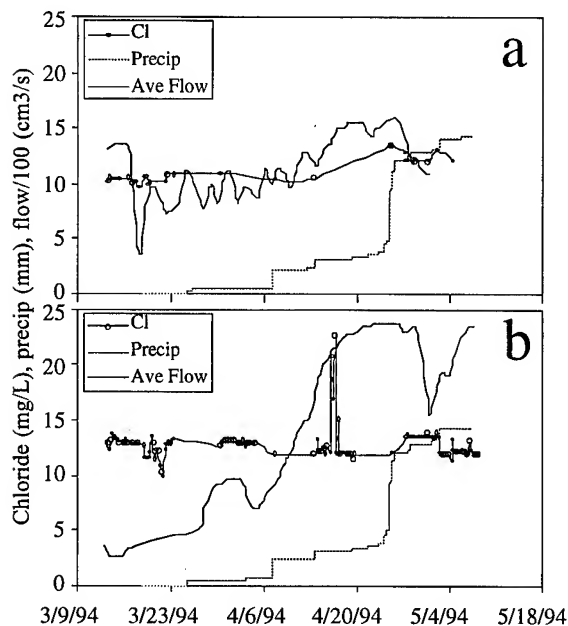 Chloride (mg/L), precip (mm), flow/100 (cm3/s)
25
20
15
10
5
0
Cl
Precip
Ave Flow
a
25
20
15
10
5
0
Cl
Precip
Ave Flow
b
3/9/94 3/23/94 4/6/94 4/20/94 5/4/94 5/18/94